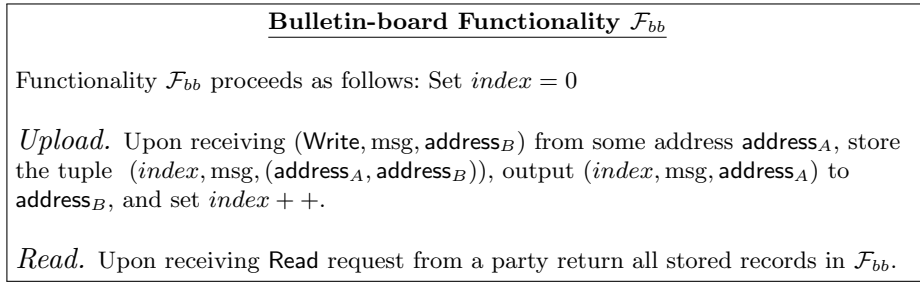 Bulletin-board Functionality ℱ_bb
Functionality ℱ_bb proceeds as follows: Set index = 0
Upload. Upon receiving (Write, msg, address_B) from some address address_A, store
the tuple (index, msg, (address_A, address_B)), output (index, msg, address_A) to
address_B, and set index + +.
Read. Upon receiving Read request from a party return all stored records in ℱ_bb.